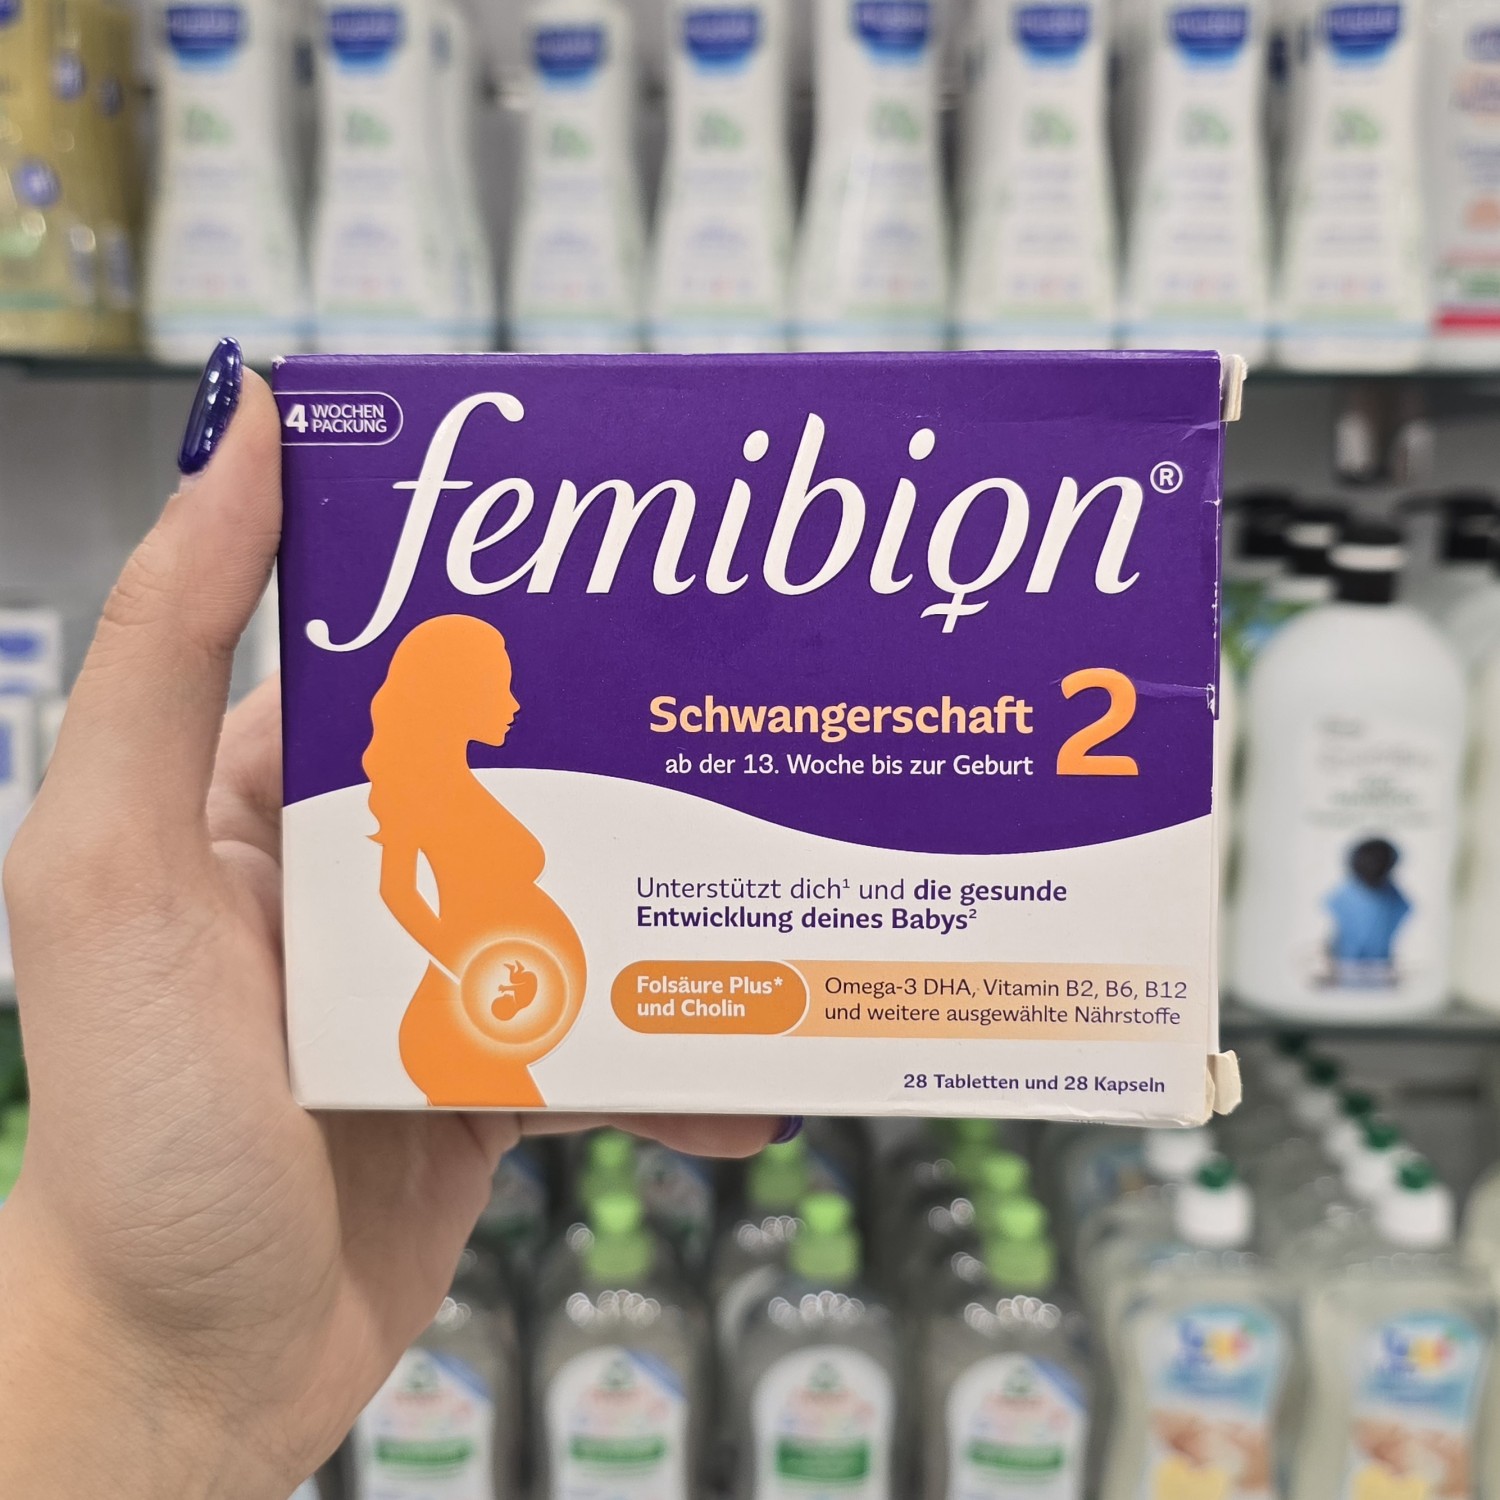 4 WOCHEN
PACKUNG
femibion®
Schwangerschaft 2
ab der 13. Woche bis zur Geburt
Unterstützt dich¹ und die gesunde
Entwicklung deines Babys²
Folsäure Plus*
und Cholin
Omega-3 DHA, Vitamin B2, B6, B12
und weitere ausgewählte Nährstoffe
28 Tabletten und 28 Kapseln